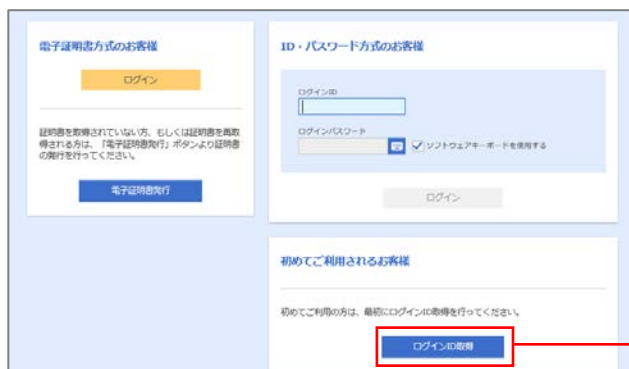 電子証明書方式のお客様
ログイン
証明書を取得されていない方、もしくは証明書を再取
得される方は、「電子証明書発行」ボタンより証明書
の発行を行ってください。
電子証明書発行
ID・パスワード方式のお客様
ログインID
ログインパスワード
ソフトウェアキーボードを使用する
ログイン
初めてご利用されるお客様
初めてご利用の方は、最初にログインID取得を行ってください。
ログインID取得